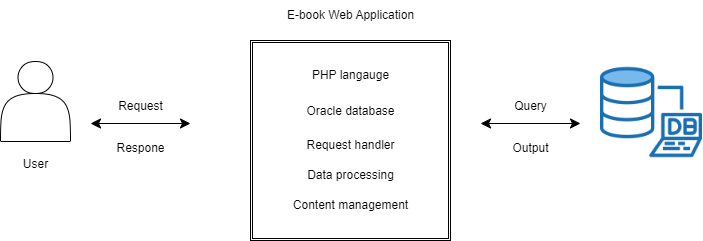 E-book Web Application
PHP langauge
Oracle database
Request handler
Data processing
Content management
Request
Respone
User
Query
Output
DB